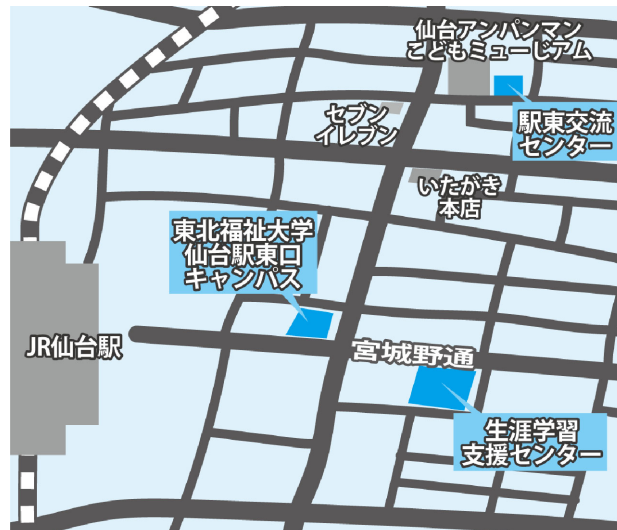 仙台アンパンマン
こどもミュージアム
駅東交流
センター
セブン
イレブン
いたがき
本店
東北福祉大学
仙台駅東口
キャンパス
JR仙台駅
宮城野通
生涯学習
支援センター